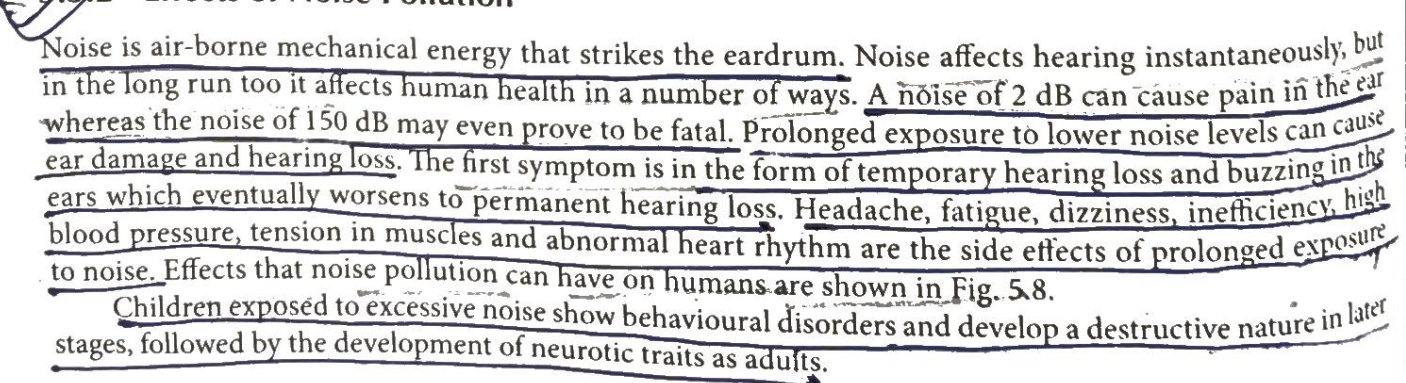 Effects of Noise Pollution
Noise is air-borne mechanical energy that strikes the eardrum. Noise affects hearing instantaneously, but
in the long run too it affects human health in a number of ways. A noise of 2 dB can cause pain in the ear
whereas the noise of 150 dB may even prove to be fatal. Prolonged exposure to lower noise levels can cause
ear damage and hearing loss. The first symptom is in the form of temporary hearing loss and buzzing in the
ears which eventually worsens to permanent hearing loss. Headache, fatigue, dizziness, inefficiency, high
blood pressure, tension in muscles and abnormal heart rhythm are the side effects of prolonged exposure
to noise. Effects that noise pollution can have on humans are shown in Fig. 5.8.
Children exposed to excessive noise show behavioural disorders and develop a destructive nature in later
stages, followed by the development of neurotic traits as adults.